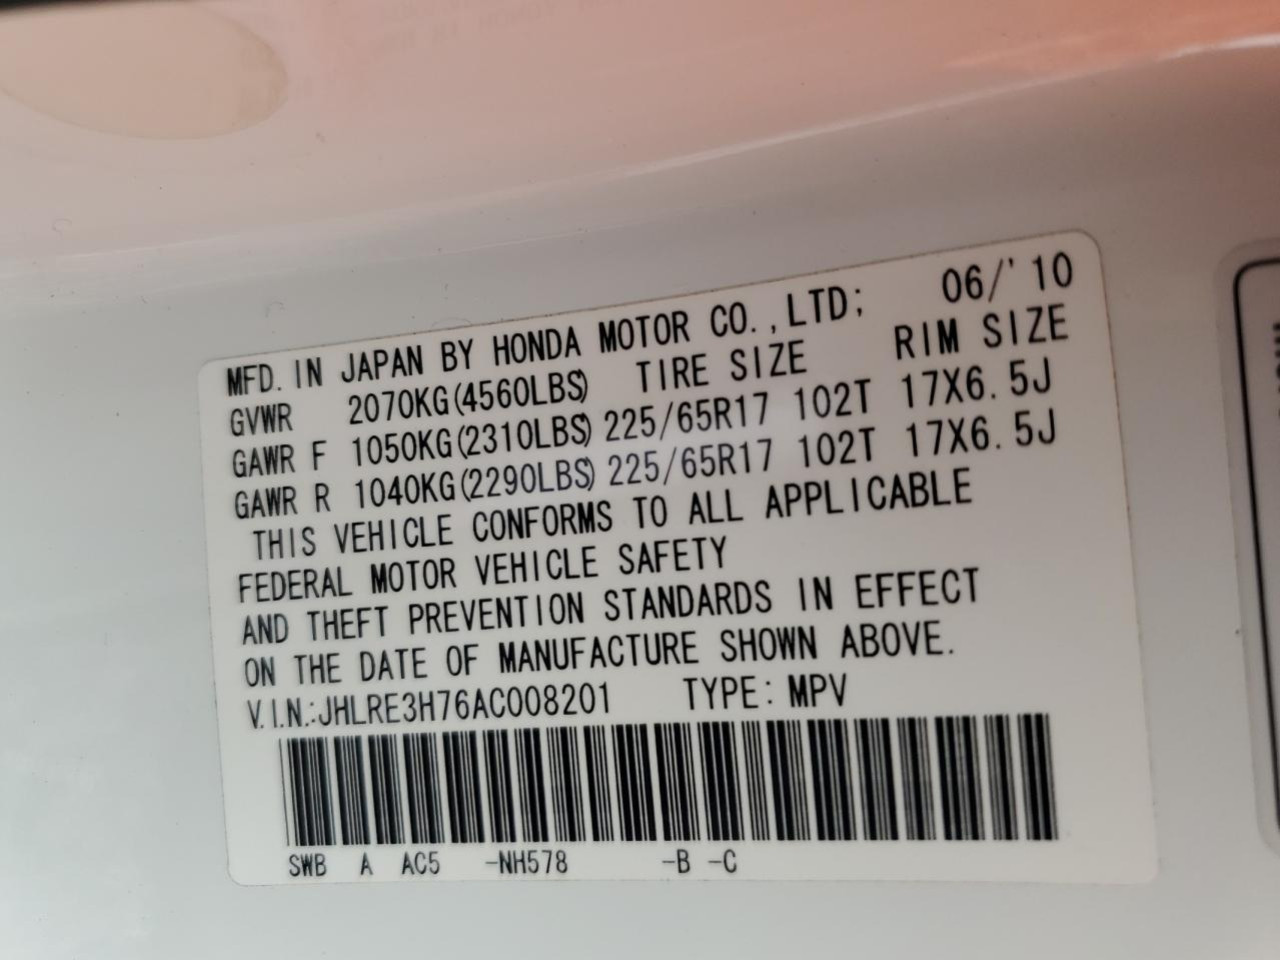 MFD. IN JAPAN BY HONDA MOTOR CO.,LTD; 06/'10
GVWR 2070KG(4560LBS) TIRE SIZE RIM SIZE
GAWR F 1050KG(2310LBS) 225/65R17 102T 17X6.5J
GAWR R 1040KG(2290LBS) 225/65R17 102T 17X6.5J
THIS VEHICLE CONFORMS TO ALL APPLICABLE
FEDERAL MOTOR VEHICLE SAFETY
AND THEFT PREVENTION STANDARDS IN EFFECT
ON THE DATE OF MANUFACTURE SHOWN ABOVE.
V.I.N.:JHLRE3H76AC008201 TYPE: MPV
SWB A AC5 -NH578 -B -C